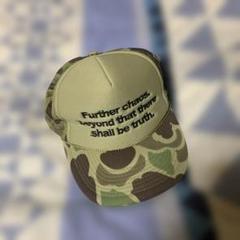 Further chaos.
beyond that there
shall be truth.